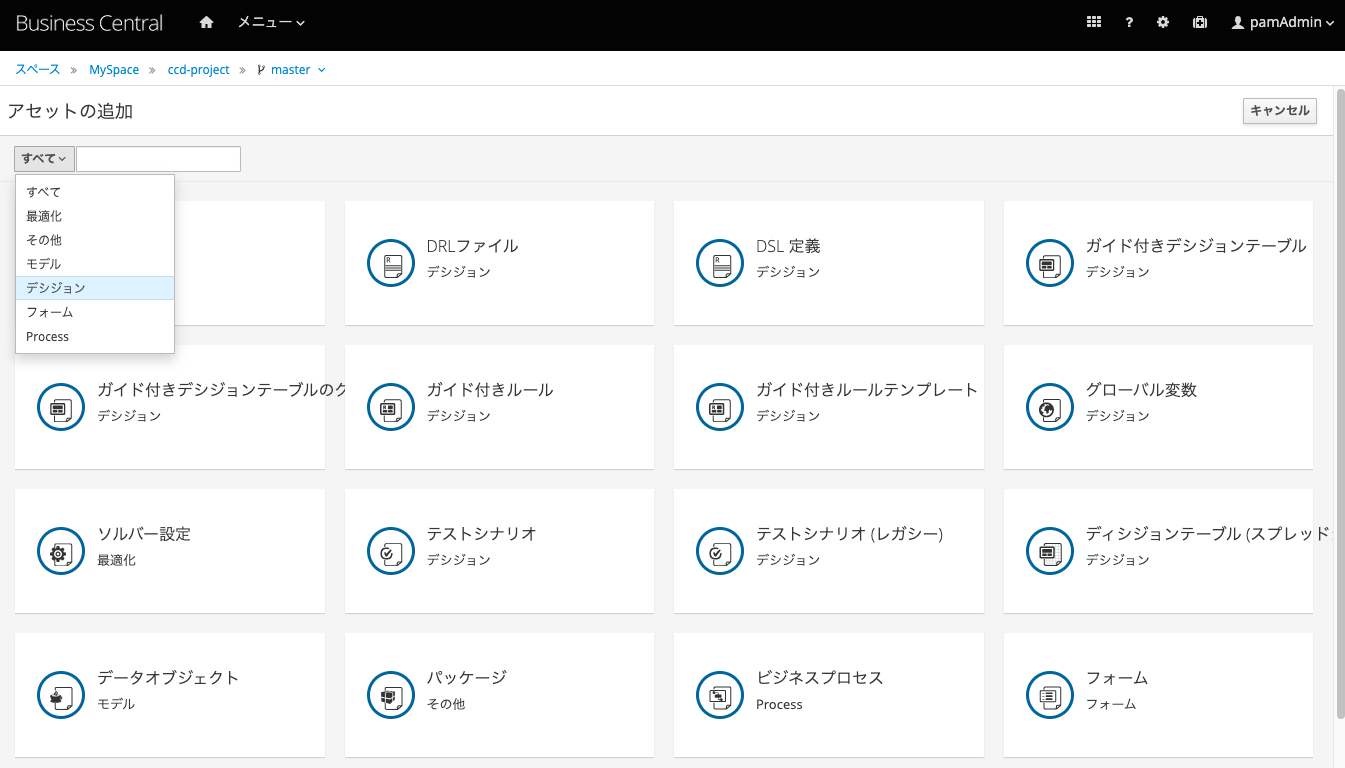 Business Central
メニュー
?
pamAdmin
スペース » MySpace » ccd-project » master
アセットの追加
キャンセル
すべて
すべて
最適化
その他
モデル
デシジョン
フォーム
Process
DRLファイル
デシジョン
DSL 定義
デシジョン
ガイド付きデシジョンテーブル
デシジョン
ガイド付きデシジョンテーブルのク
デシジョン
ガイド付きルール
デシジョン
ガイド付きルールテンプレート
デシジョン
グローバル変数
デシジョン
ソルバー設定
最適化
テストシナリオ
デシジョン
テストシナリオ (レガシー)
デシジョン
ディシジョンテーブル (スプレッド
デシジョン
データオブジェクト
モデル
パッケージ
その他
ビジネスプロセス
Process
フォーム
フォーム